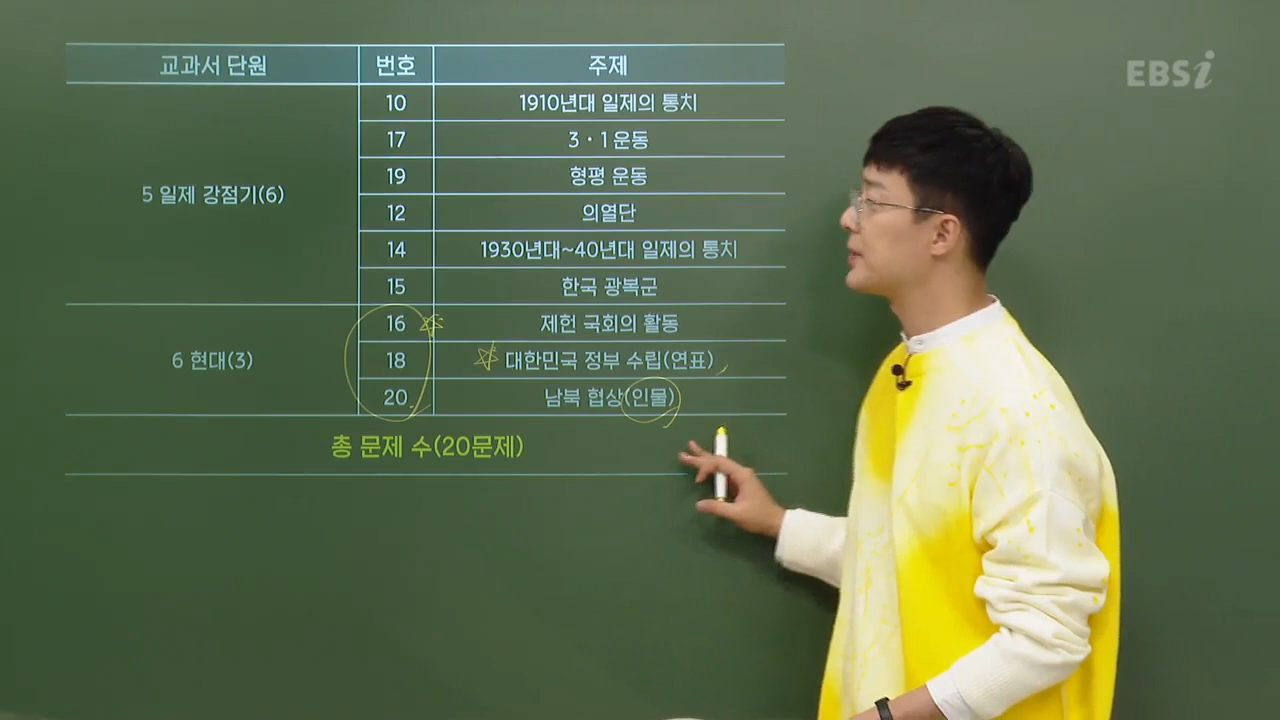 EBSi
교과서 단원 번호 주제
5 일제 강점기(6)
10 1910년대 일제의 통치
17 3·1 운동
19 형평 운동
12 의열단
14 1930년대~40년대 일제의 통치
15 한국 광복군
6 현대(3)
16 제헌 국회의 활동
18 대한민국 정부 수립(연표)
20 남북 협상(인물)
총 문제 수(20문제)